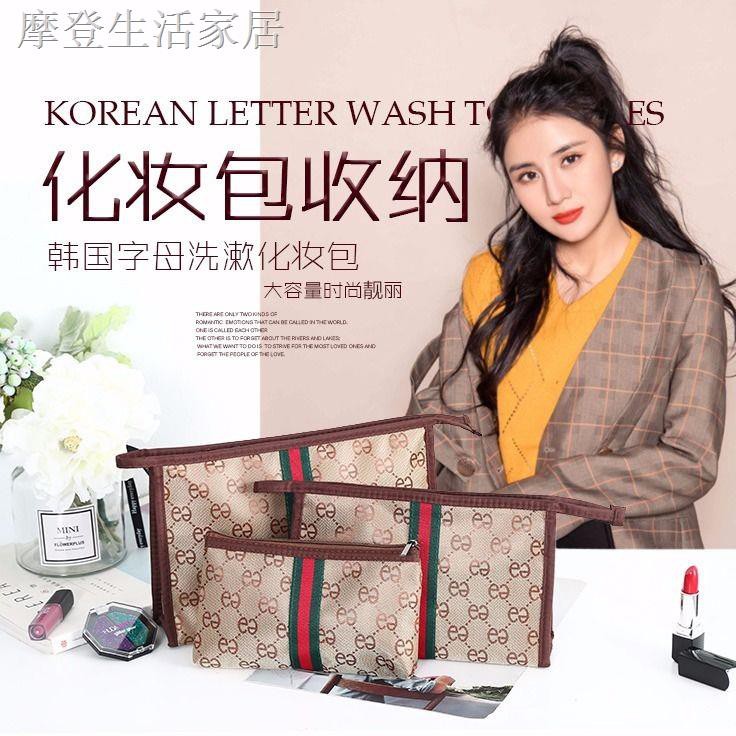 摩登生活家居
KOREAN LETTER WASH
化妆包收纳
韩国字母洗漱化妆包
大容量时尚靓丽
THERE ARE ONLY TWO KINDS OF
ROMANTIC EMOTIONS THAT CAN BE CALLED IN THE WORLD.
ONE IS CALLED EACH OTHER
THE OTHER IS TO FORGET ABOUT THE RIVERS AND LAKES;
WHAT WE WANT TO DO IS TO STRIVE FOR THE MOST LOVED ONES AND
FORGET THE PEOPLE OF THE LOVE.
MINI
by
FLOWERPLUS